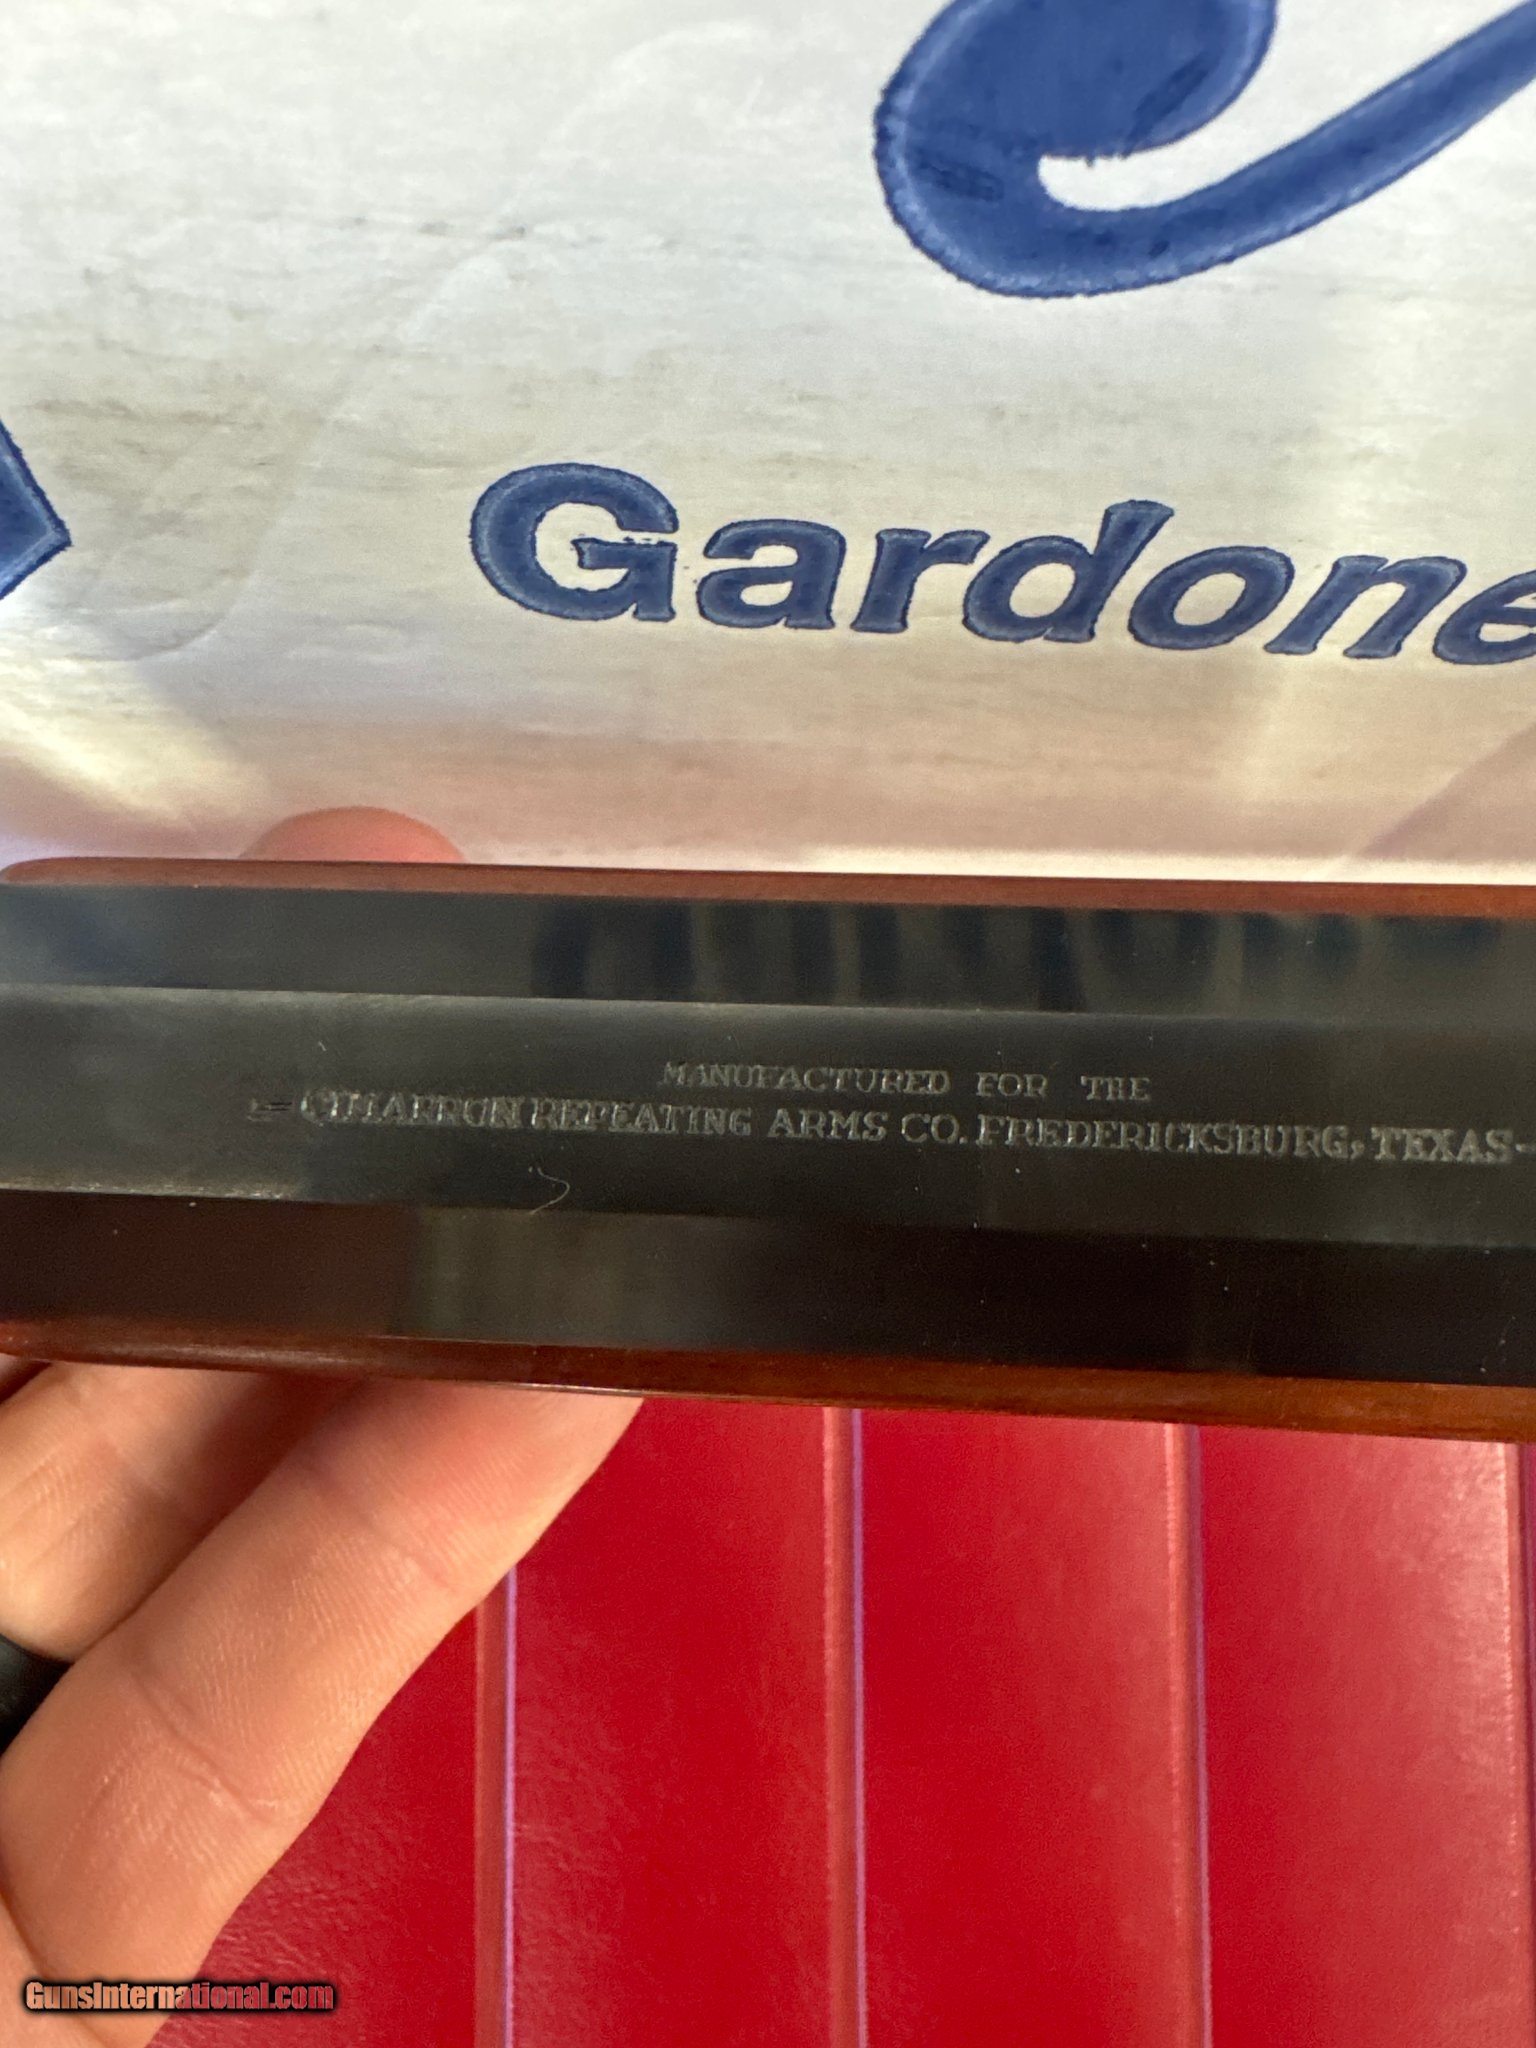 Gardone
MANUFACTURED FOR THE
-CIMARRON REPEATING ARMS CO. FREDERICKSBURG, TEXAS-
GunsInternational.com